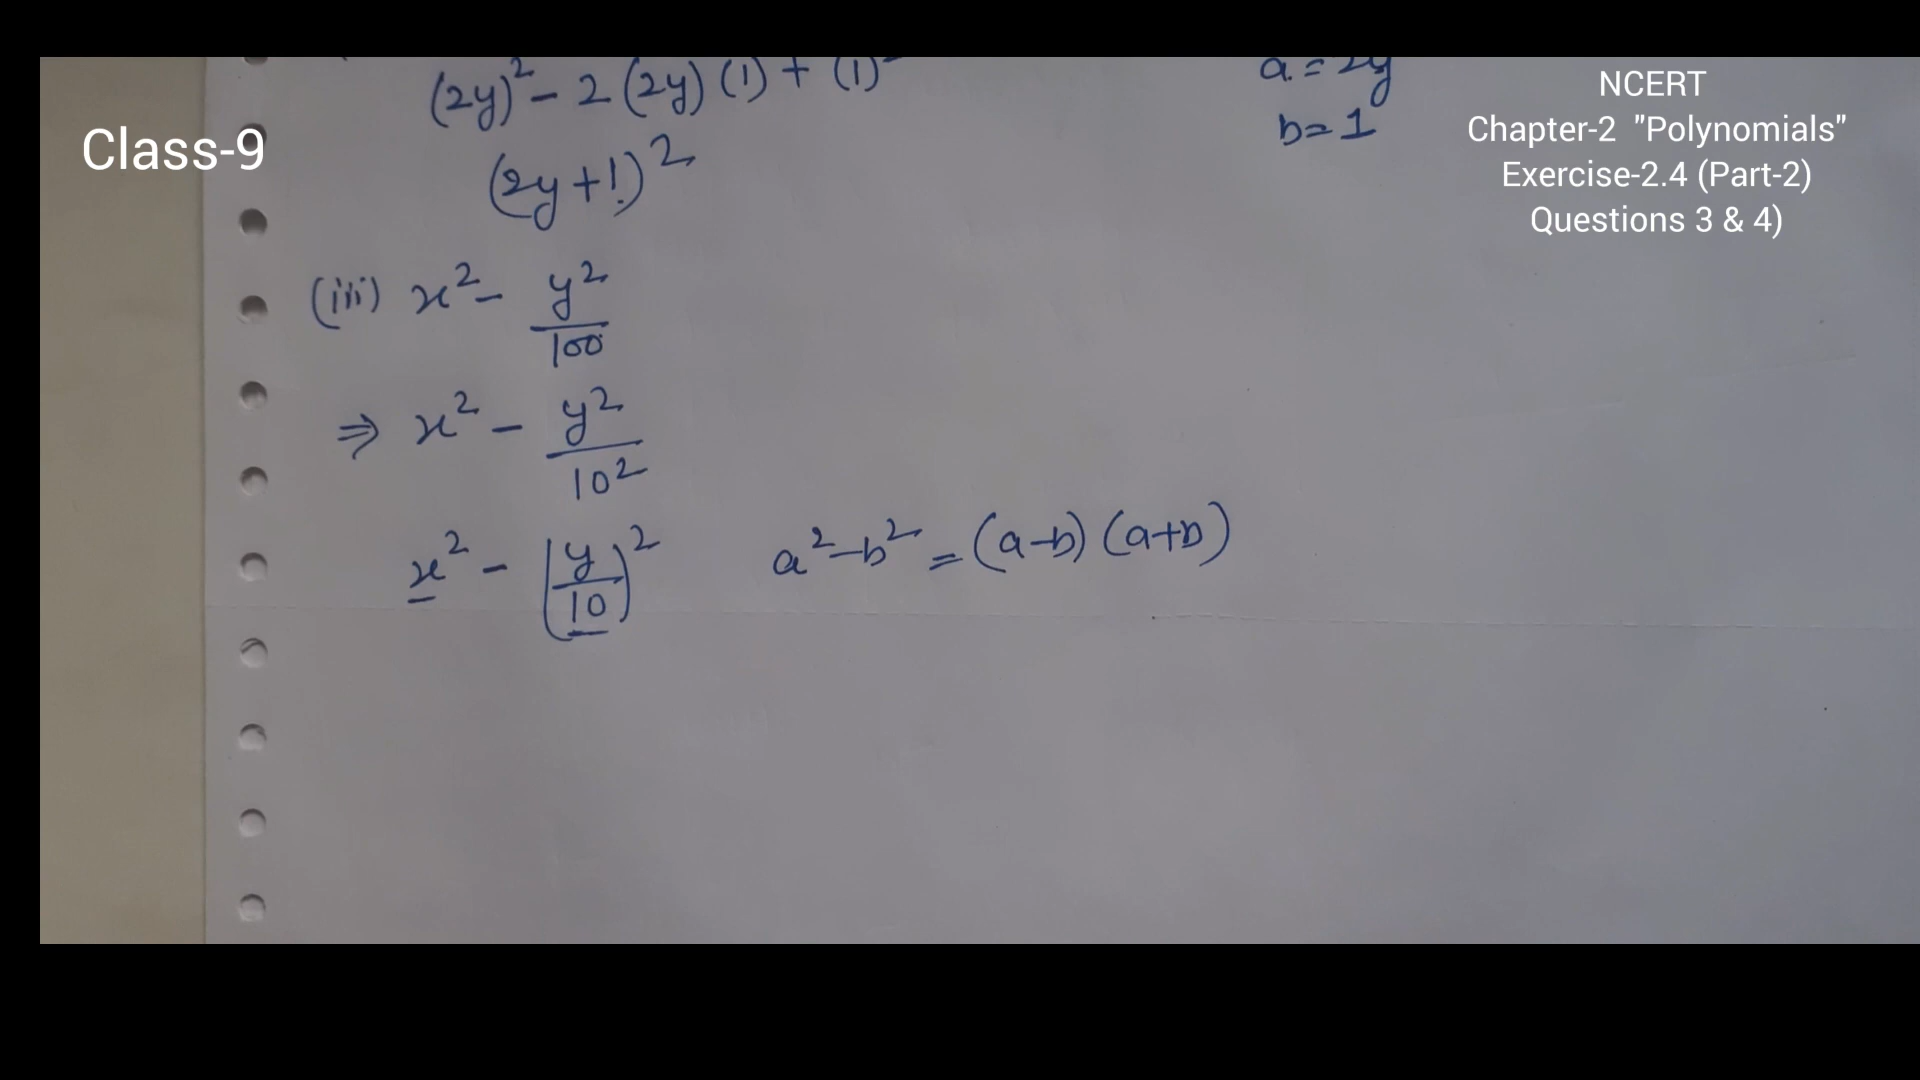 (2y)² - 2 (2y) (1) + (1)²
a = 2y
b = 1
(2y+1)²
Class-9
NCERT
Chapter-2 "Polynomials"
Exercise-2.4 (Part-2)
Questions 3 & 4)
(iii) x² - y²/100
⇒ x² - y²/10²
x² - (y/10)² a² - b² = (a-b) (a+b)